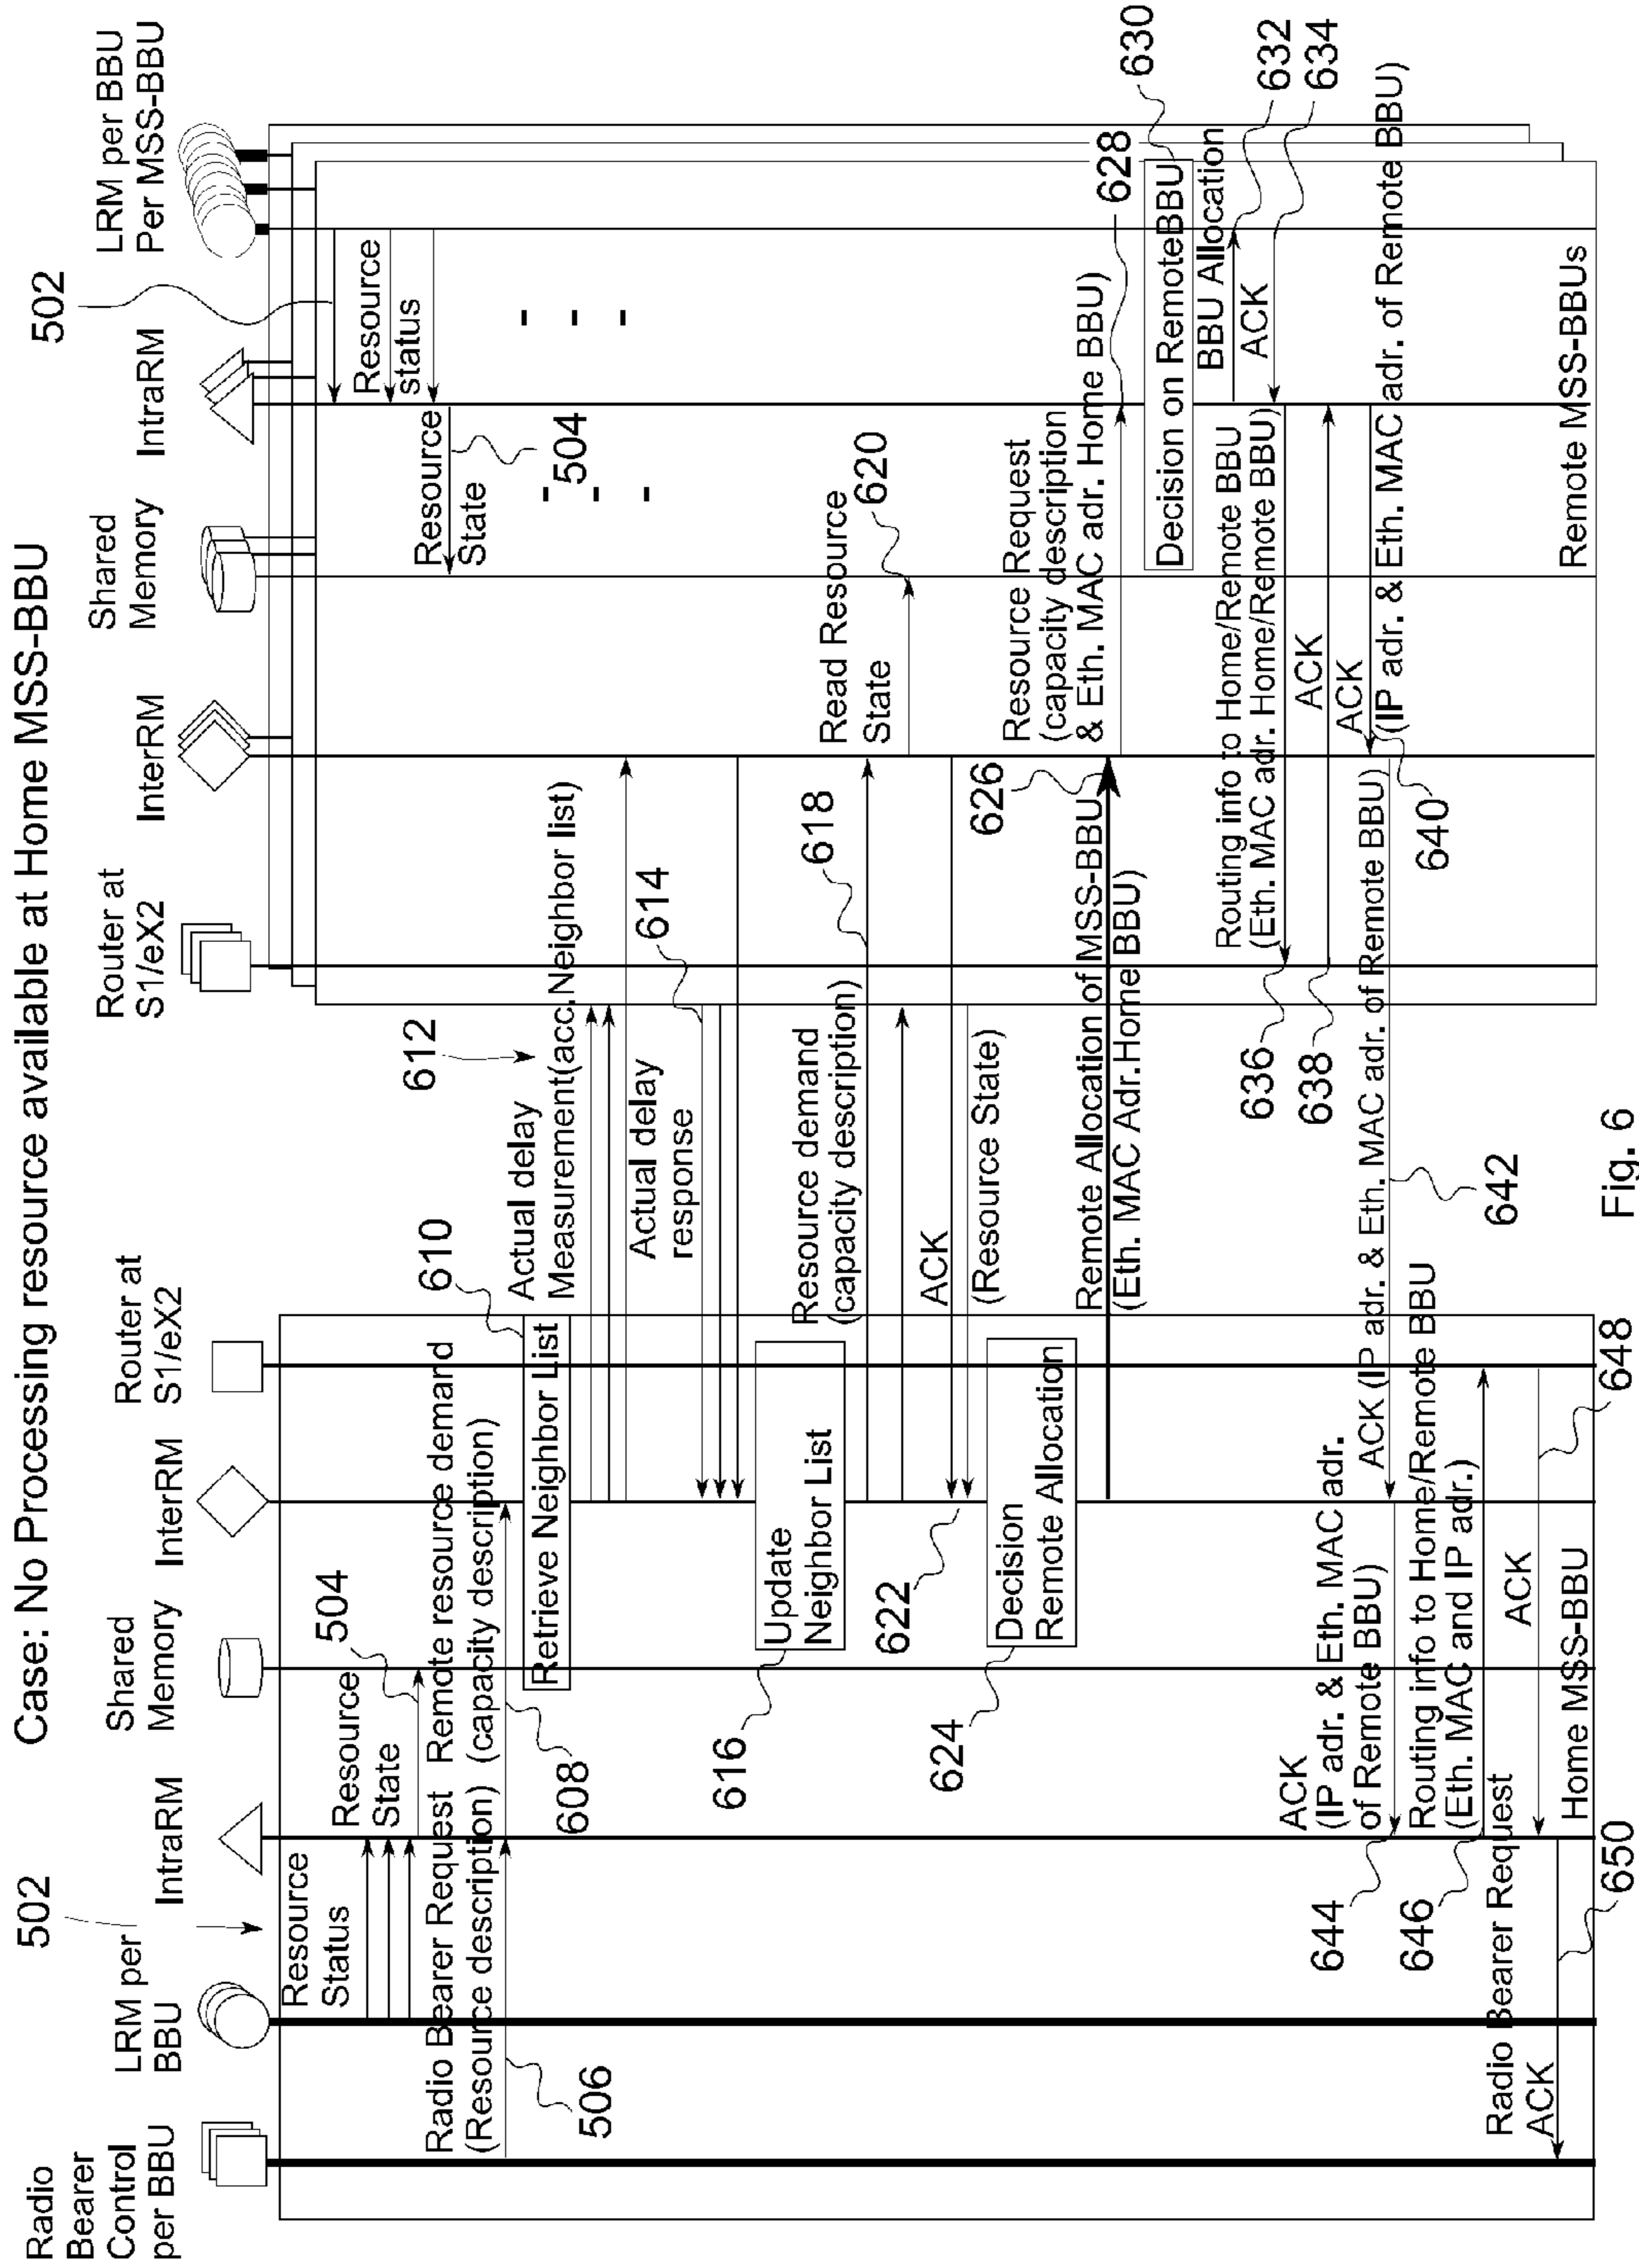 Case: No Processing resource available at Home MSS-BBU
Radio
Bearer
Control
per BBU
LRM per
BBU
502
IntraRM
Shared
Memory
InterRM
Router at
S1/eX2
Router at
S1/eX2
InterRM
Shared
Memory
IntraRM
502
LRM per BBU
Per MSS-BBU
Resource
Status
Resource
State
504
Resource
status
Resource
State
504
Radio Bearer Request
(Resource description)
506
Remote resource demand
(capacity description)
608
Retrieve Neighbor List
610
Actual delay
Measurement(acc.Neighbor list)
612
Actual delay
response
614
Update
Neighbor List
616
Resource demand
(capacity description)
618
Read Resource
State
620
ACK
(Resource State)
622
Decision
Remote Allocation
624
Remote Allocation of MSS-BBU
(Eth. MAC Adr.Home BBU)
626
Resource Request
(capacity description
& Eth. MAC adr. Home BBU)
628
Decision on RemoteBBU
630
BBU Allocation
632
ACK
634
Routing info to Home/Remote BBU
(Eth. MAC adr. Home/Remote BBU)
636
ACK
638
ACK
(IP adr. & Eth. MAC adr. of Remote BBU)
640
ACK (IP adr. & Eth. MAC adr. of Remote BBU)
642
ACK
(IP adr. & Eth. MAC adr.
of Remote BBU)
644
Routing info to Home/Remote BBU
(Eth. MAC and IP adr.)
646
ACK
648
Radio Bearer Request
ACK
650
Home MSS-BBU
Remote MSS-BBUs
Fig. 6